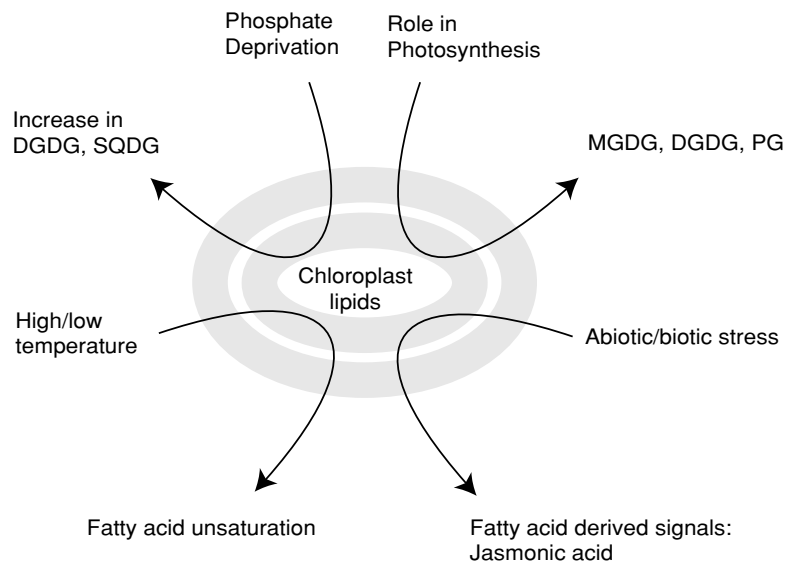 Phosphate
Deprivation
Role in
Photosynthesis
Increase in
DGDG, SQDG
MGDG, DGDG, PG
Chloroplast
lipids
High/low
temperature
Abiotic/biotic stress
Fatty acid unsaturation
Fatty acid derived signals:
Jasmonic acid